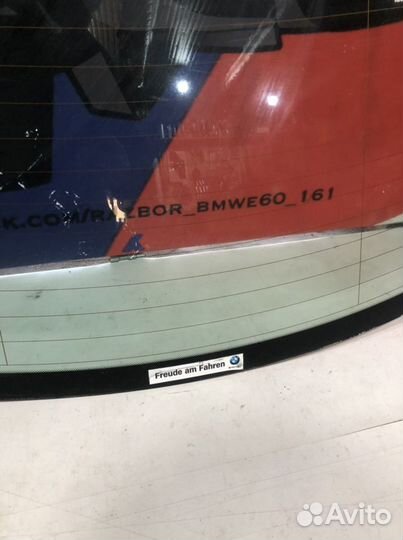 K.COM/RAZBOR_BMWE60_161
Freude am Fahren
Avito